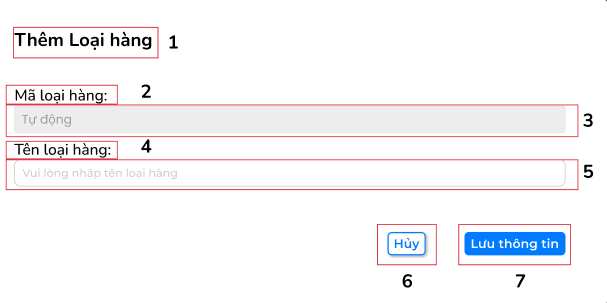 Thêm Loại hàng 1
Mã loại hàng: 2
Tự động 3
Tên loại hàng: 4
Vui lòng nhập tên loại hàng 5
Hủy Lưu thông tin
6 7